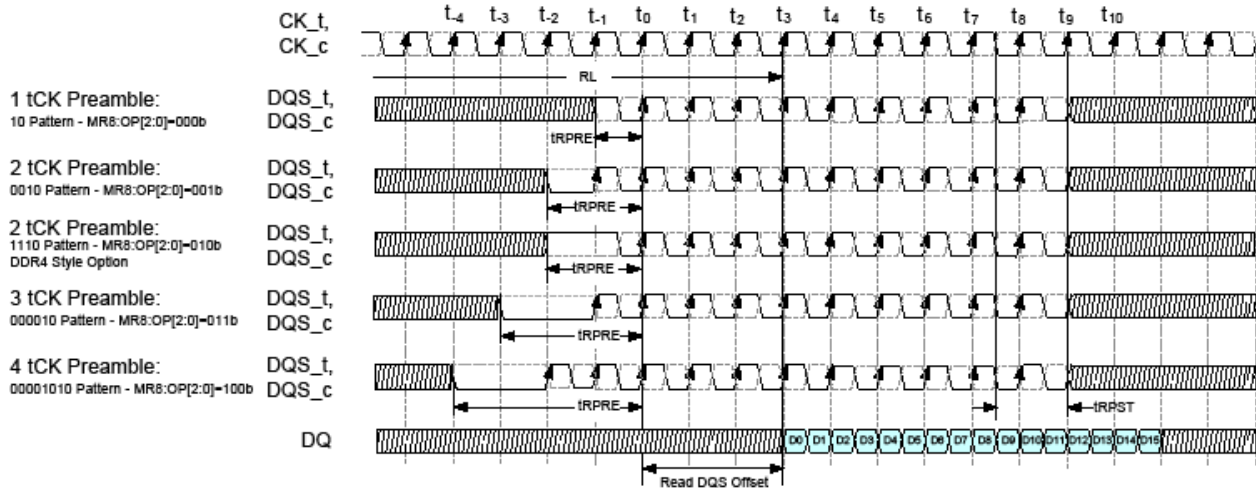 CK_t,
CK_c
t-4 t-3 t-2 t-1 t0 t1 t2 t3 t4 t5 t6 t7 t8 t9 t10
RL
1 tCK Preamble:
10 Pattern - MR8:OP[2:0]=000b
DQS_t,
DQS_c
tRPRE
2 tCK Preamble:
0010 Pattern - MR8:OP[2:0]=001b
DQS_t,
DQS_c
tRPRE
2 tCK Preamble:
1110 Pattern - MR8:OP[2:0]=010b
DDR4 Style Option
DQS_t,
DQS_c
tRPRE
3 tCK Preamble:
000010 Pattern - MR8:OP[2:0]=011b
DQS_t,
DQS_c
tRPRE
4 tCK Preamble:
00001010 Pattern - MR8:OP[2:0]=100b
DQS_t,
DQS_c
tRPRE
tRPST
DQ
D0 D1 D2 D3 D4 D5 D6 D7 D8 D9 D10 D11 D12 D13 D14 D15
Read DQS Offset